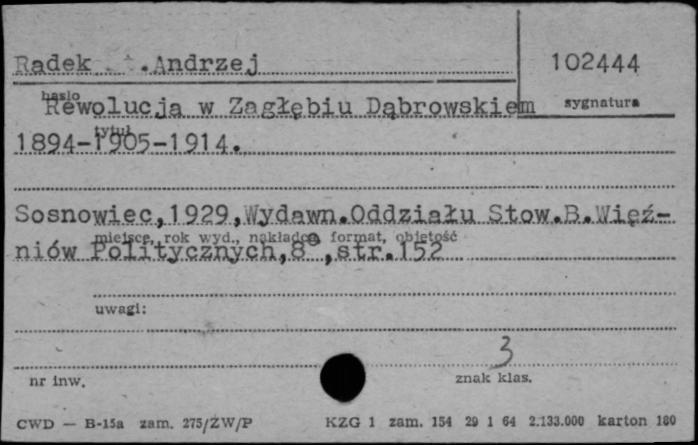 Radek .Andrzej
102444
hasło
sygnatura
Rewolucja w Zagłębiu Dąbrowskiem
tytuł
1894-1905-1914.
Sosnowiec,1929,Wydawn.Oddziału Stow.B.Więź-
miejsce, rok wyd., nakładca, format, objętość
niów Politycznych,8°,str.152
uwagi:
3
nr inw.
znak klas.
CWD — B-15a zam. 275/ZW/P KZG 1 zam. 154 29 1 64 2.133.000 karton 180